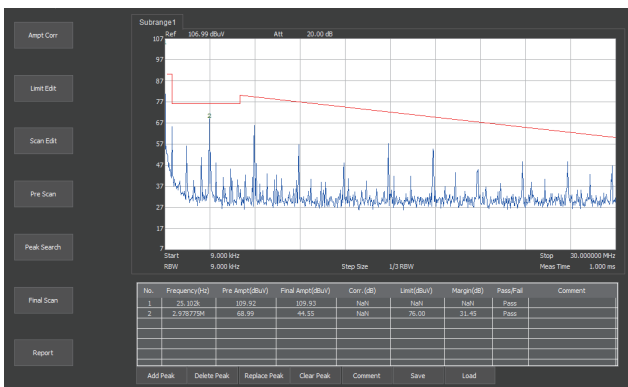 Subrange1
Ref 106.99 dBuV Att 20.00 dB
Ampt Corr
Limit Edit
Scan Edit
Pre Scan
Peak Search
Final Scan
Report
107
97
87
77
67
57
47
37
27
17
7
2
Start 9.000 kHz Stop 30.000000 MHz
RBW 9.000 kHz Step Size 1/3 RBW Meas Time 1.000 ms
No. Frequency(Hz) Pre Ampt(dBuV) Final Ampt(dBuV) Corr.(dB) Limit(dBuV) Margin(dB) Pass/Fail Comment
1 25.102k 109.92 109.93 NaN NaN NaN Pass
2 2.978775M 68.99 44.55 NaN 76.00 31.45 Pass
Add Peak Delete Peak Replace Peak Clear Peak Comment Save Load